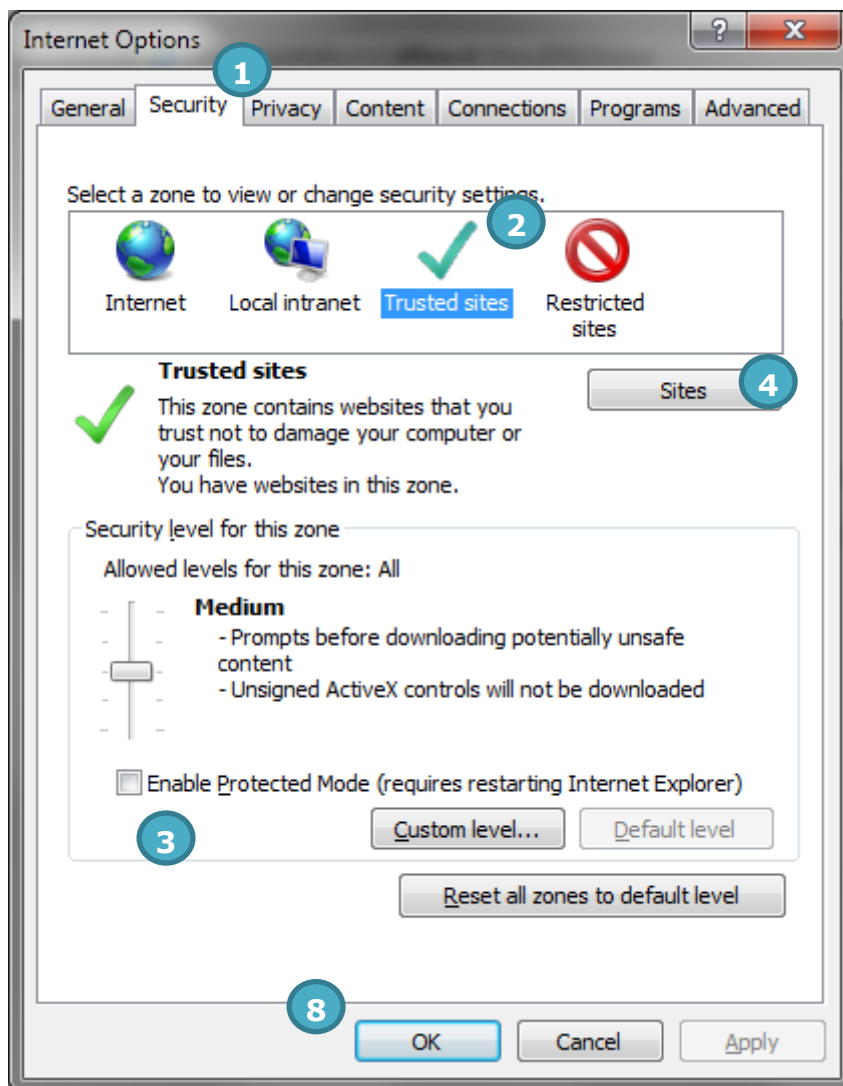 Internet Options
1
General Security Privacy Content Connections Programs Advanced
Select a zone to view or change security settings.
2
Internet Local intranet Trusted sites Restricted
sites
Trusted sites
Sites 4
This zone contains websites that you
trust not to damage your computer or
your files.
You have websites in this zone.
Security level for this zone
Allowed levels for this zone: All
Medium
- Prompts before downloading potentially unsafe
content
- Unsigned ActiveX controls will not be downloaded
Enable Protected Mode (requires restarting Internet Explorer)
3 Custom level... Default level
Reset all zones to default level
8
OK Cancel Apply